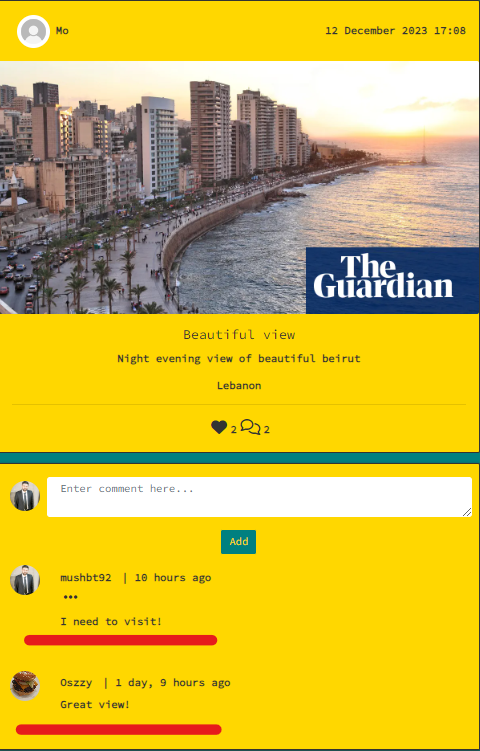 Mo
12 December 2023 17:08
The
Guardian
Beautiful view
Night evening view of beautiful beirut
Lebanon
2 2
Enter comment here...
Add
mushbt92 | 10 hours ago
•••
I need to visit!
Oszzy | 1 day, 9 hours ago
Great view!